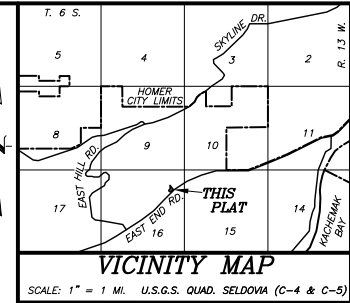 T. 6 S.
SKYLINE DR.
R. 13 W.
5
4
3
2
HOMER
CITY LIMITS
8
9
10
11
EAST HILL RD.
THIS
PLAT
17
EAST END RD.
16
15
14
KACHEMAK
BAY
VICINITY MAP
SCALE: 1" = 1 MI. U.S.G.S. QUAD. SELDOVIA (C-4 & C-5)